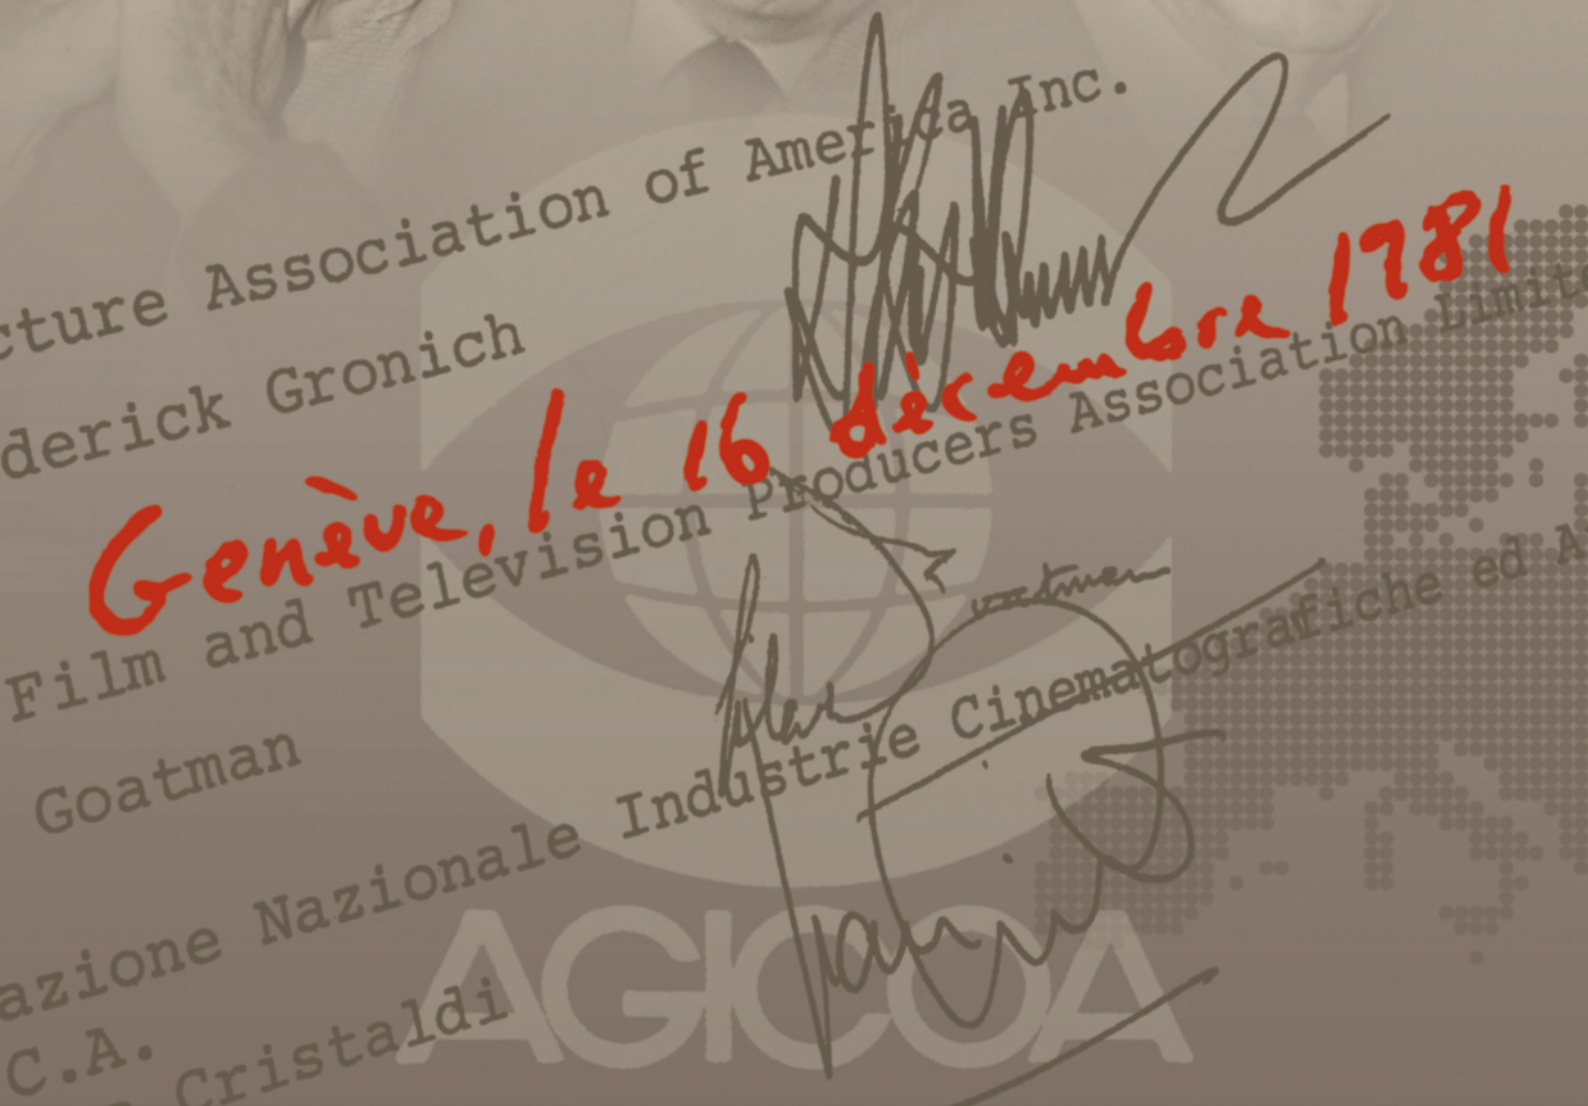 cture Association of America Inc.
derick Gronich
Genève, le 16 décembre 1981
Film and Television Producers Association Limite
Goatman
azione Nazionale Industrie Cinematografiche ed A
C.A.
Cristaldi
AGICOA